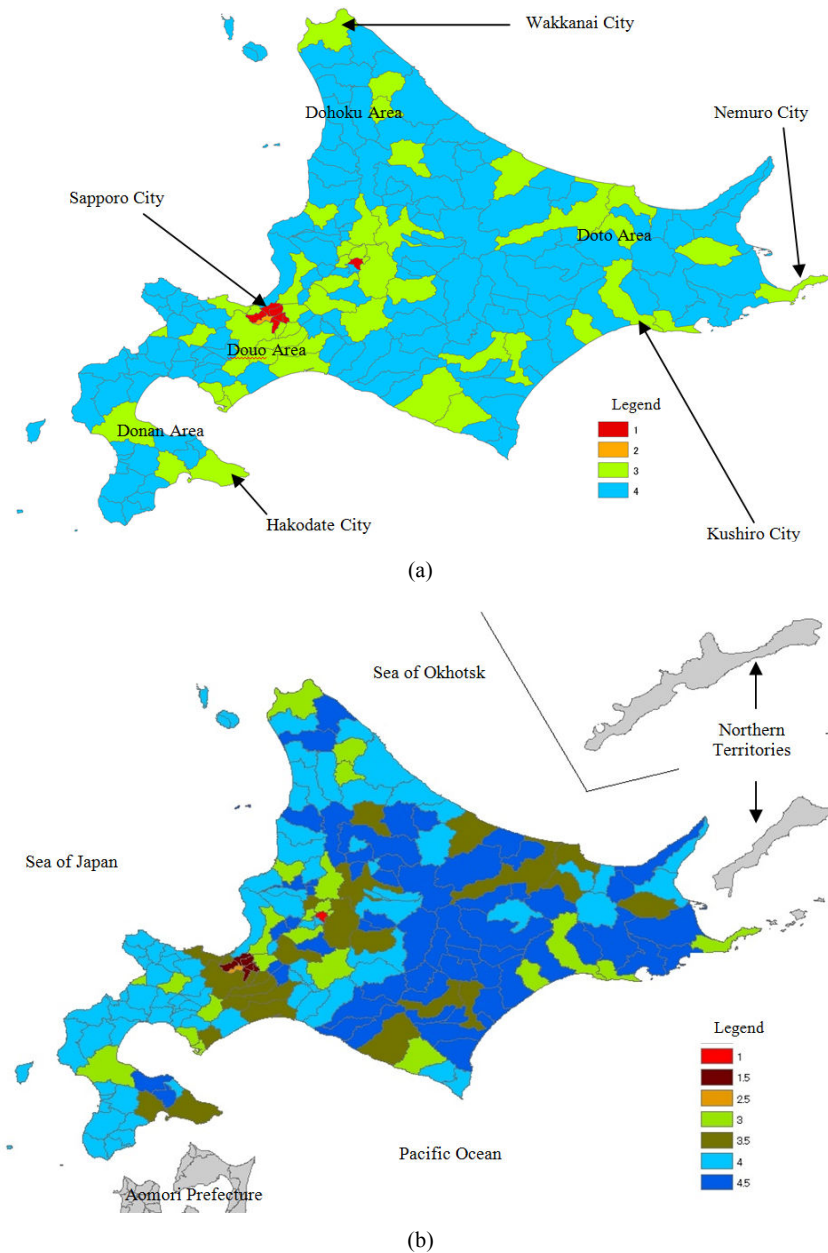 Wakkanai City
Dohoku Area
Nemuro City
Sapporo City
Doto Area
Douo Area
Legend
1
2
3
4
Donan Area
Hakodate City
Kushiro City
(a)
Sea of Okhotsk
Northern
Territories
Sea of Japan
Legend
1
1.5
2.5
3
3.5
4
4.5
Pacific Ocean
Aomori Prefecture
(b)